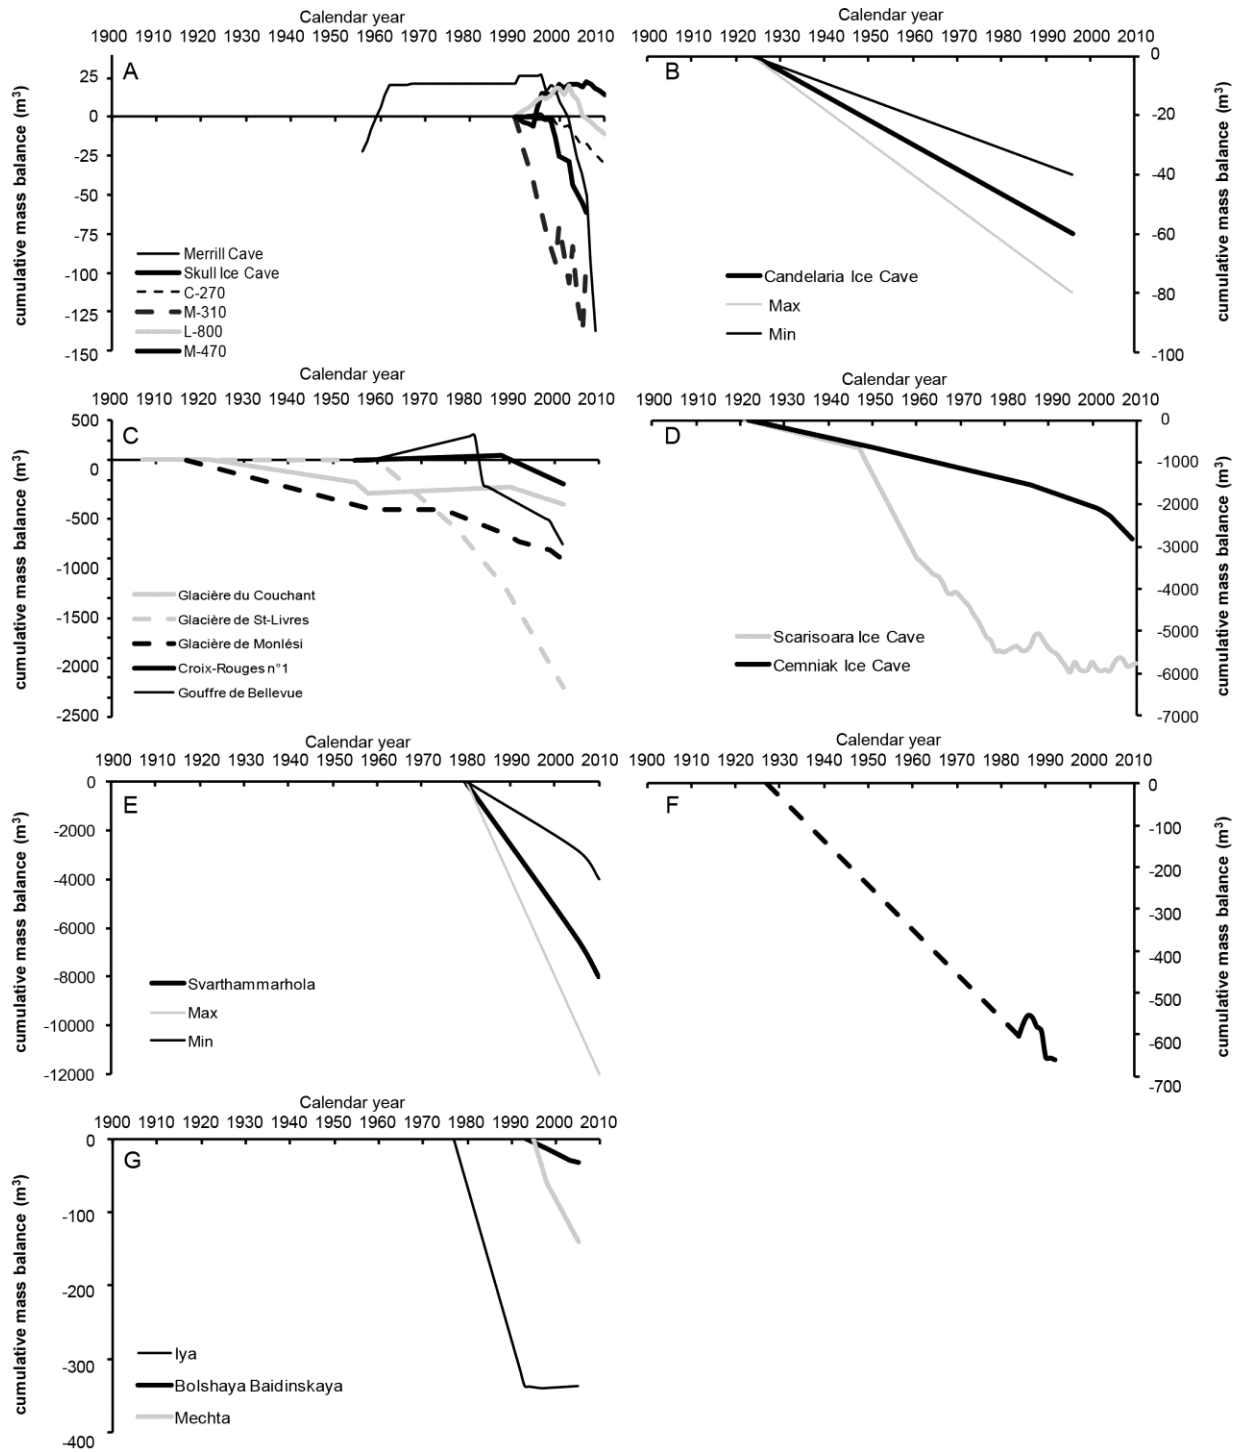 Calendar year
1900 1910 1920 1930 1940 1950 1960 1970 1980 1990 2000 2010
A
25
0
-25
-50
-75
-100
-125
-150
cumulative mass balance (m³)
Merrill Cave
Skull Ice Cave
C-270
M-310
L-800
M-470
Calendar year
1900 1910 1920 1930 1940 1950 1960 1970 1980 1990 2000 2010
B
0
-20
-40
-60
-80
-100
cumulative mass balance (m³)
Candelaria Ice Cave
Max
Min
Calendar year
1900 1910 1920 1930 1940 1950 1960 1970 1980 1990 2000 2010
C
500
0
-500
-1000
-1500
-2000
-2500
cumulative mass balance (m³)
Glacière du Couchant
Glacière de St-Livres
Glacière de Monlési
Croix-Rouges n°1
Gouffre de Bellevue
Calendar year
1900 1910 1920 1930 1940 1950 1960 1970 1980 1990 2000 2010
D
0
-1000
-2000
-3000
-4000
-5000
-6000
-7000
cumulative mass balance (m³)
Scarisoara Ice Cave
Cemniak Ice Cave
Calendar year
1900 1910 1920 1930 1940 1950 1960 1970 1980 1990 2000 2010
E
0
-2000
-4000
-6000
-8000
-10000
-12000
cumulative mass balance (m³)
Svarthammarhola
Max
Min
Calendar year
1900 1910 1920 1930 1940 1950 1960 1970 1980 1990 2000 2010
F
0
-100
-200
-300
-400
-500
-600
-700
cumulative mass balance (m³)
Calendar year
1900 1910 1920 1930 1940 1950 1960 1970 1980 1990 2000 2010
G
0
-100
-200
-300
-400
cumulative mass balance (m³)
Iya
Bolshaya Baidinskaya
Mechta